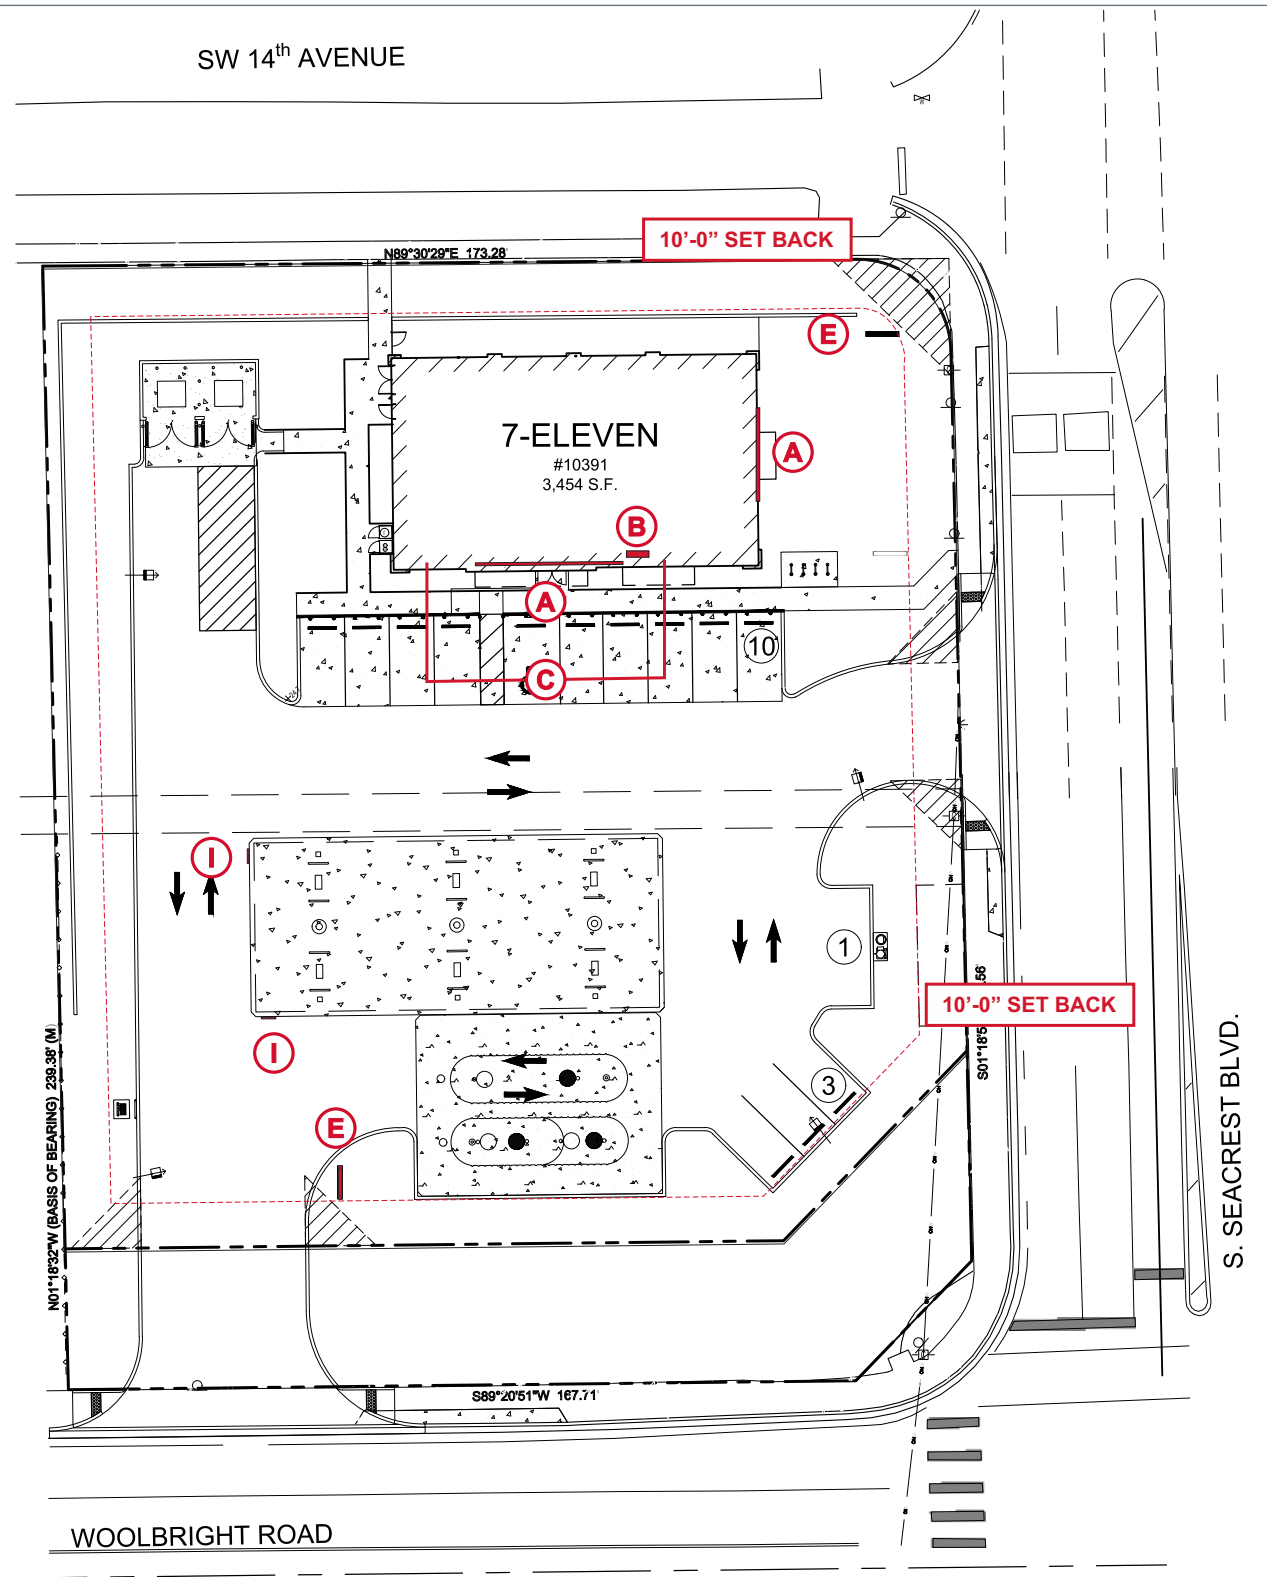 SW 14th AVENUE
10'-0” SET BACK
N89°30'29"E 173.28'
E
7-ELEVEN
#10391
3,454 S.F.
A
B
A
10
C
I
1
10'-0” SET BACK
I
3
E
N01°18'32"W (BASIS OF BEARING) 239.38' (M)
S. SEACREST BLVD.
S89°20'51"W 167.71'
WOOLBRIGHT ROAD